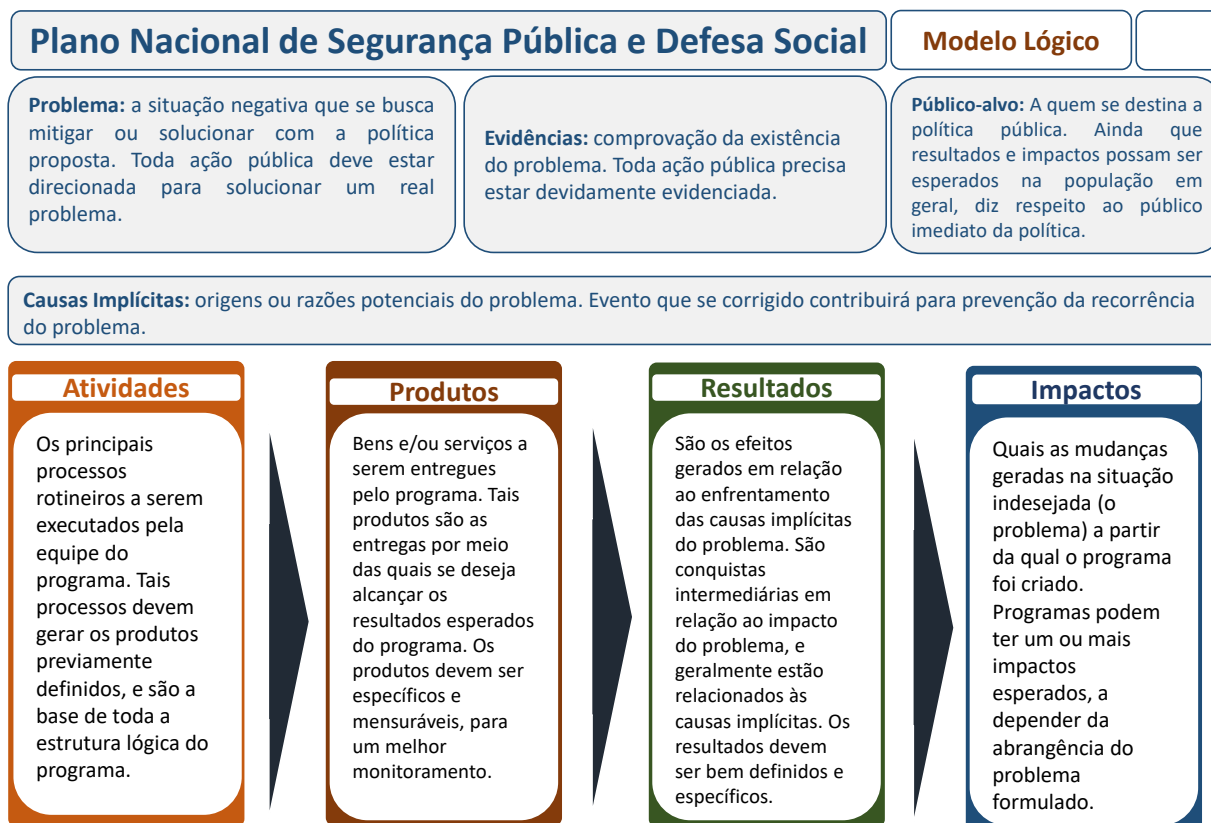 Plano Nacional de Segurança Pública e Defesa Social
Modelo Lógico
Problema: a situação negativa que se busca
mitigar ou solucionar com a política
proposta. Toda ação pública deve estar
direcionada para solucionar um real
problema.
Evidências: comprovação da existência
do problema. Toda ação pública precisa
estar devidamente evidenciada.
Público-alvo: A quem se destina a
política pública. Ainda que
resultados e impactos possam ser
esperados na população em
geral, diz respeito ao público
imediato da política.
Causas Implícitas: origens ou razões potenciais do problema. Evento que se corrigido contribuirá para prevenção da recorrência
do problema.
Atividades
Os principais
processos
rotineiros a serem
executados pela
equipe do
programa. Tais
processos devem
gerar os produtos
previamente
definidos, e são a
base de toda a
estrutura lógica do
programa.
Produtos
Bens e/ou serviços a
serem entregues
pelo programa. Tais
produtos são as
entregas por meio
das quais se deseja
alcançar os
resultados esperados
do programa. Os
produtos devem ser
específicos e
mensuráveis, para
um melhor
monitoramento.
Resultados
São os efeitos
gerados em relação
ao enfrentamento
das causas implícitas
do problema. São
conquistas
intermediárias em
relação ao impacto
do problema, e
geralmente estão
relacionados às
causas implícitas. Os
resultados devem
ser bem definidos e
específicos.
Impactos
Quais as mudanças
geradas na situação
indesejada (o
problema) a partir
da qual o programa
foi criado.
Programas podem
ter um ou mais
impactos
esperados, a
depender da
abrangência do
problema
formulado.